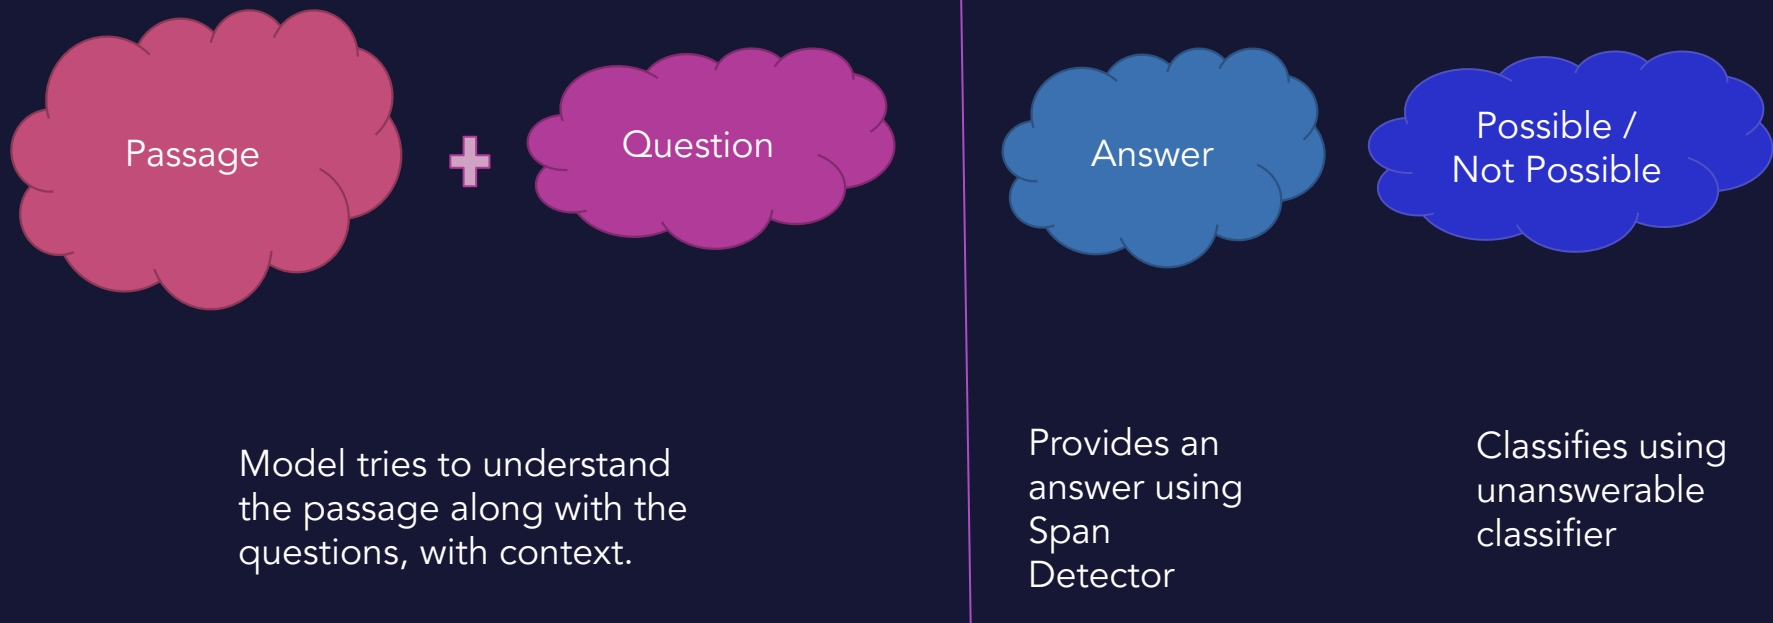 Passage
Question
Answer
Possible /
Not Possible
Model tries to understand
the passage along with the
questions, with context.
Provides an
answer using
Span
Detector
Classifies using
unanswerable
classifier